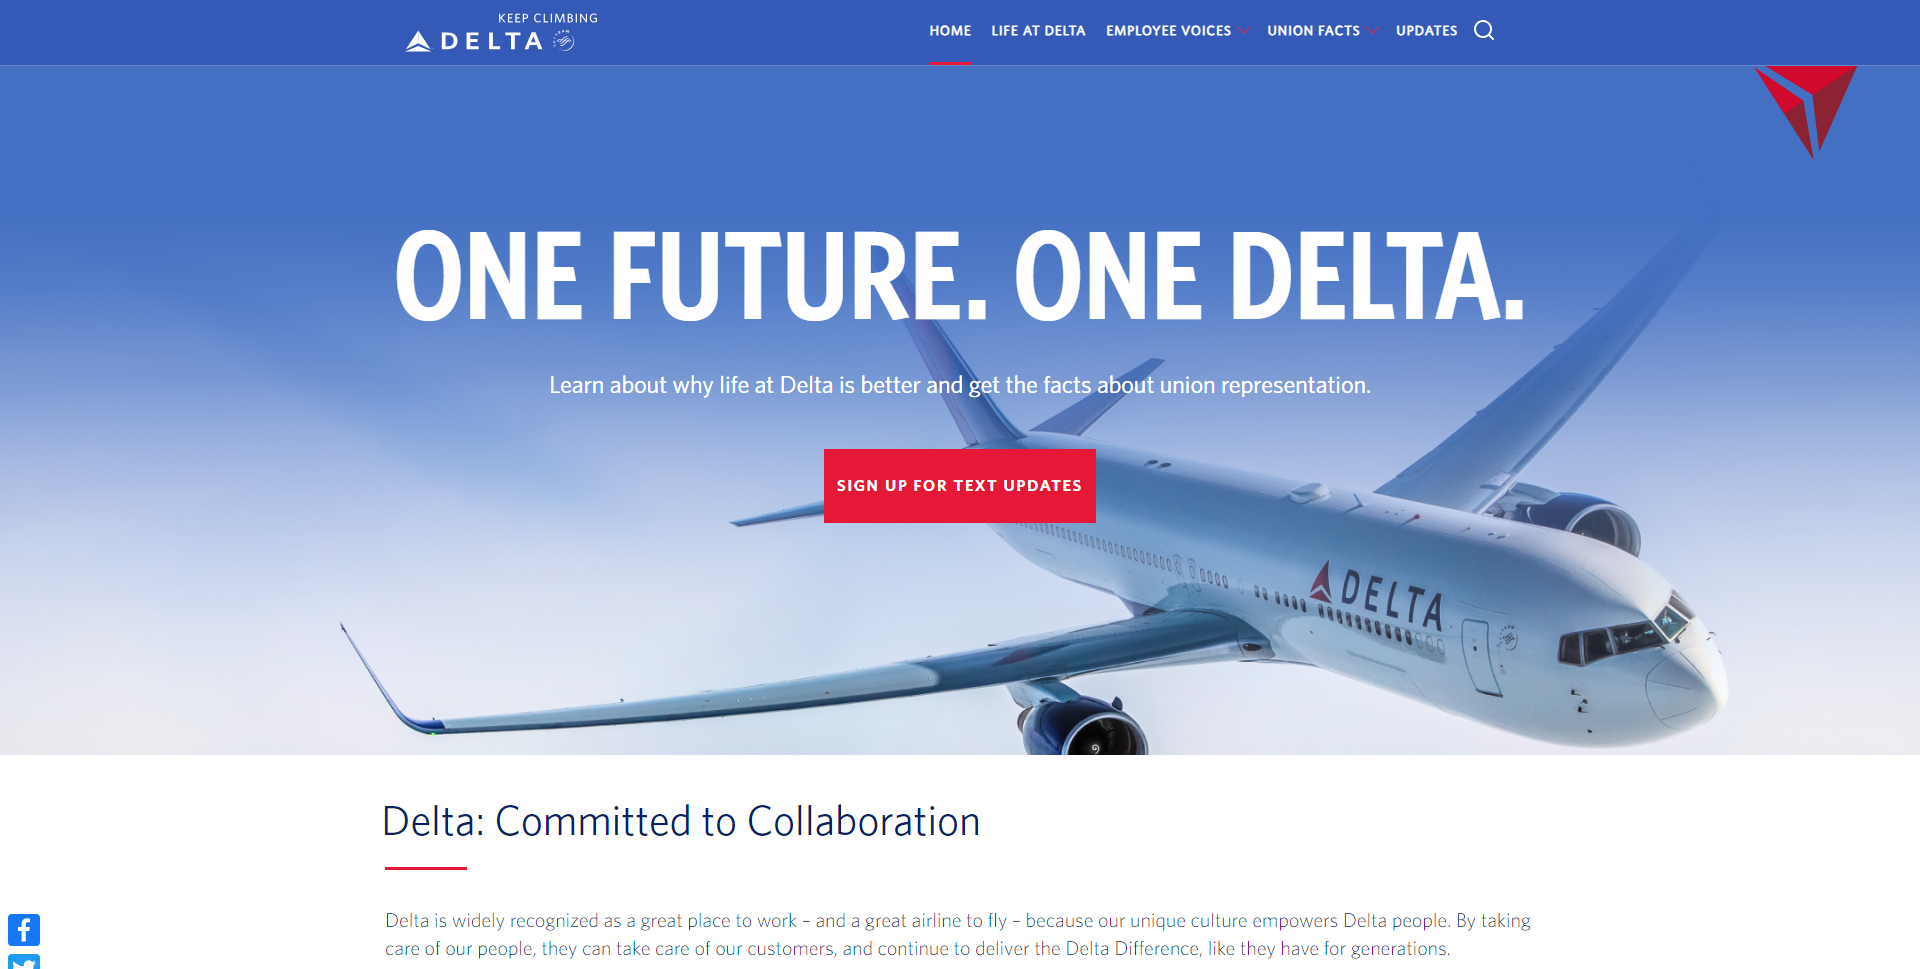 KEEP CLIMBING
DELTA
HOME LIFE AT DELTA EMPLOYEE VOICES UNION FACTS UPDATES
ONE FUTURE. ONE DELTA.
Learn about why life at Delta is better and get the facts about union representation.
SIGN UP FOR TEXT UPDATES
DELTA
Delta: Committed to Collaboration
Delta is widely recognized as a great place to work – and a great airline to fly – because our unique culture empowers Delta people. By taking
care of our people, they can take care of our customers, and continue to deliver the Delta Difference, like they have for generations.